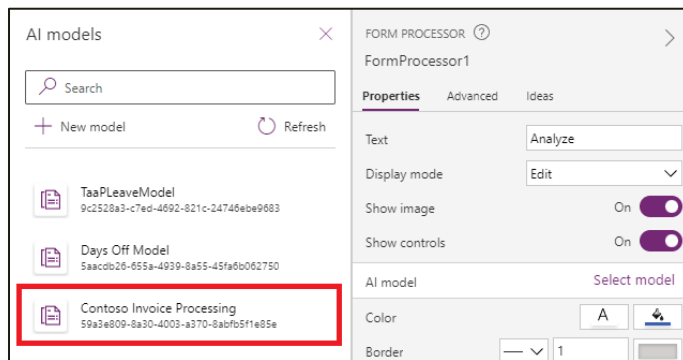 AI models
Search
New model
Refresh
TaaPLeaveModel
9c2528a3-c7ed-4692-821c-24746ebe9683
Days Off Model
5aacdb26-655a-4939-8a55-45fa6b062750
Contoso Invoice Processing
59a3e809-8a30-4003-a370-8abfb5f1e85e
FORM PROCESSOR ?
FormProcessor1
Properties Advanced Ideas
Text Analyze
Display mode Edit
Show image On
Show controls On
AI model Select model
Color A
Border 1